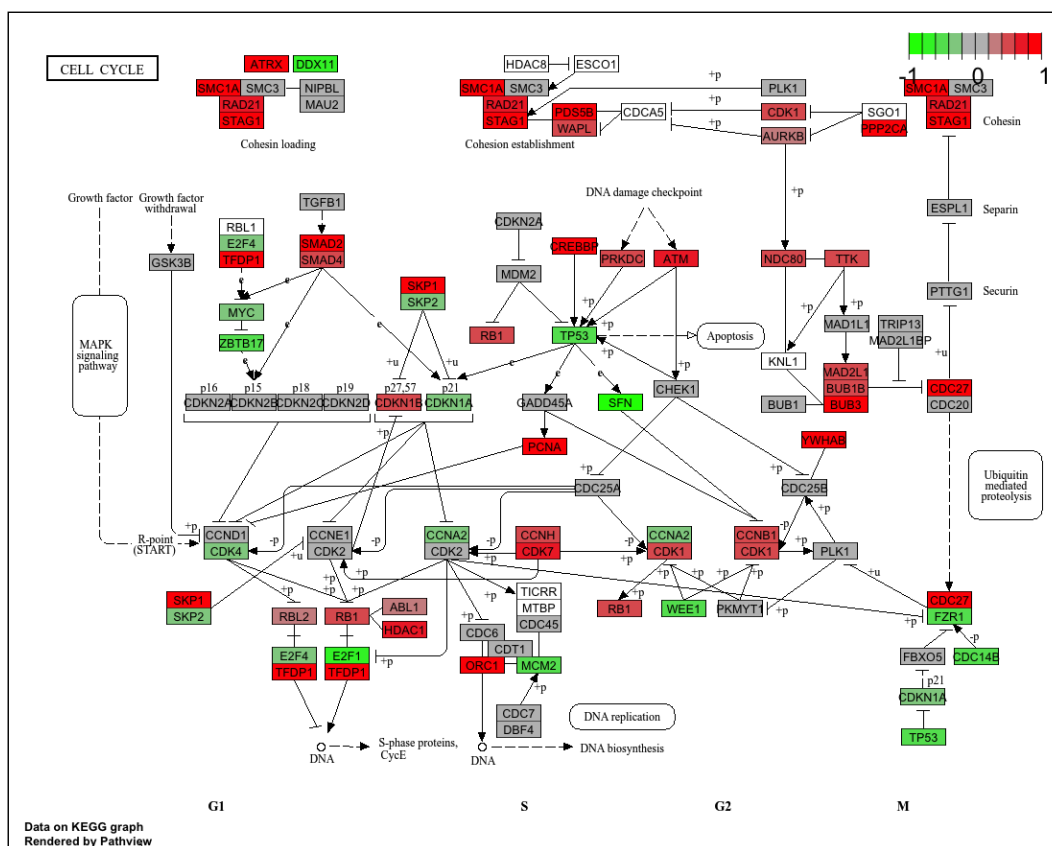 CELL CYCLE
ATRX DDX11
SMC1A SMC3 NIPBL
RAD21 MAU2
STAG1
Cohesin loading
HDAC8 ESCO1
SMC1A SMC3
RAD21
STAG1 PDS5B CDCA5
WAPL
Cohesion establishment
+p
PLK1
+p
CDK1
+p
AURKB
SGO1
PPP2CA
-1 0 1
SMC1A SMC3
RAD21
STAG1
Cohesin
Growth factor
Growth factor
withdrawal
GSK3B
RBL1
E2F4
TFDP1
TGFB1
SMAD2
SMAD4
e
e
e
MYC
ZBTB17
e
e
SKP1
SKP2
+u
+u
CDKN2A
MDM2
RB1
DNA damage checkpoint
CREBBP
PRKDC ATM
+p
+p
+p
+p
TP53
Apoptosis
+p
NDC80 TTK
+p
+p
MAD1L1
KNL1
MAD2L1
BUB1B
BUB1 BUB3
TRIP13
MAD2L1BP
ESPL1 Separin
PTTG1 Securin
+u
CDC27
CDC20
MAPK
signaling
pathway
p16 p15 p18 p19 p27,57 p21
CDKN2A CDKN2B CDKN2C CDKN2D CDKN1B CDKN1A
+p
e
e
e
GADD45A
SFN
CHEK1
PCNA
YWHAB
+p
+p
CDC25A
CDC25B
Ubiquitin
mediated
proteolysis
R-point
(START)
+p
CCND1
CDK4
-p
CCNE1
CDK2
-p
CCNA2
CDK2
-p
CCNH
CDK7
+p
-p
+p
CCNA2
CDK1
CCNB1
CDK1
-p
+p
+p
PLK1
+u
+u
SKP1
SKP2
+p
+p
+p
+p
+p
+p
RBL2 RB1
ABL1
HDAC1
E2F4
TFDP1
E2F1
TFDP1
+p
CDC6
ORC1
TICRR
MTBP
CDC45
CDT1
MCM2
+p
CDC7
DBF4
+p
+p
+p
RB1 WEE1 PKMYT1
+p
+p
CDC27
FZR1
FBXO5
-p
CDC14B
p21
CDKN1A
TP53
DNA replication
DNA
S-phase proteins,
CycE
DNA
DNA biosynthesis
G1 S G2 M
Data on KEGG graph
Rendered by Pathview